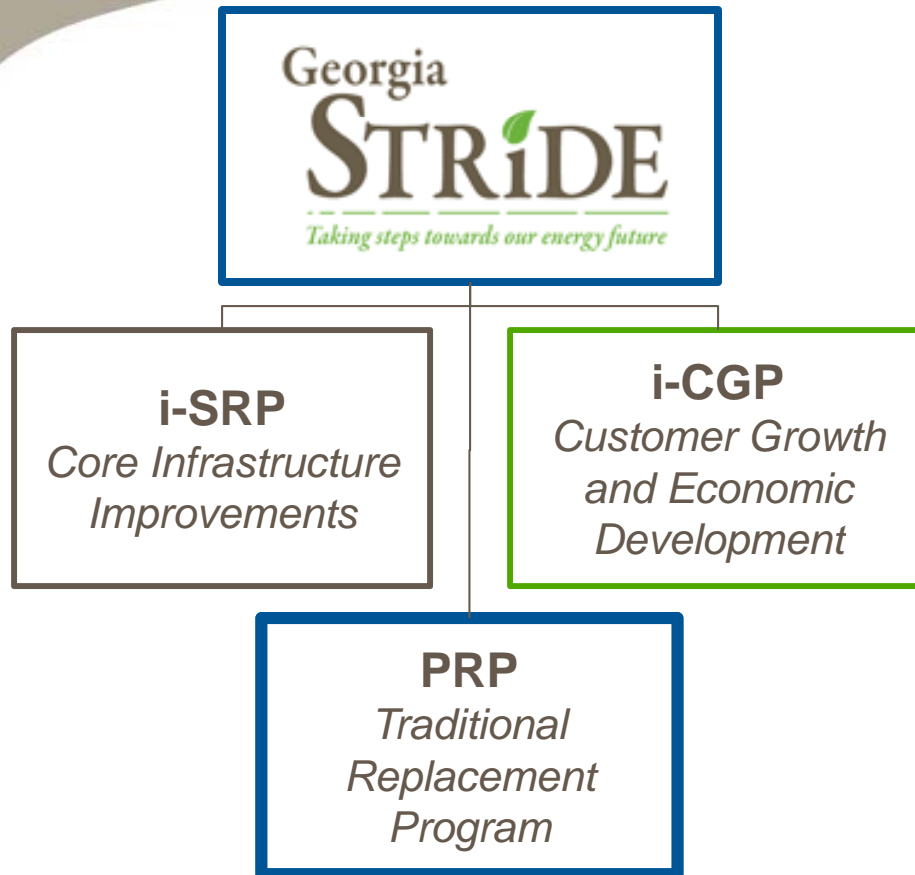 Georgia
STRiDE
Taking steps towards our energy future
i-SRP
Core Infrastructure
Improvements
i-CGP
Customer Growth
and Economic
Development
PRP
Traditional
Replacement
Program